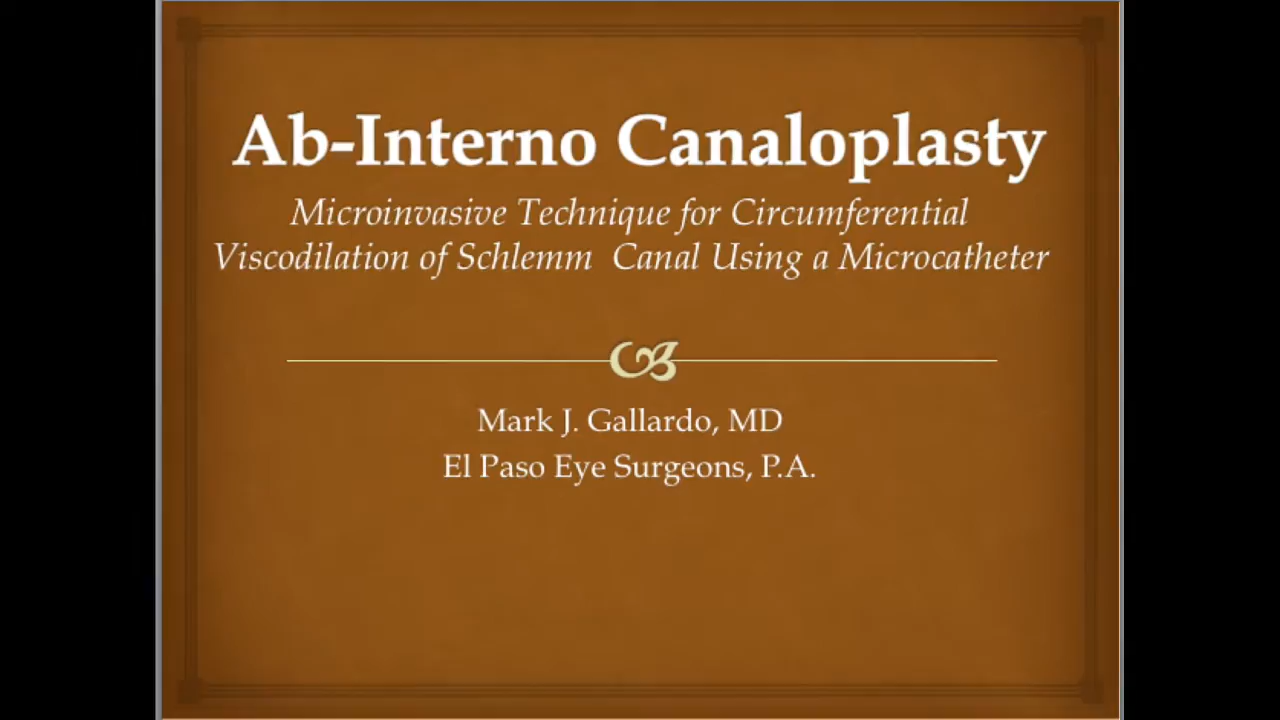 Ab-Interno Canaloplasty
Microinvasive Technique for Circumferential
Viscodilation of Schlemm Canal Using a Microcatheter
Mark J. Gallardo, MD
El Paso Eye Surgeons, P.A.